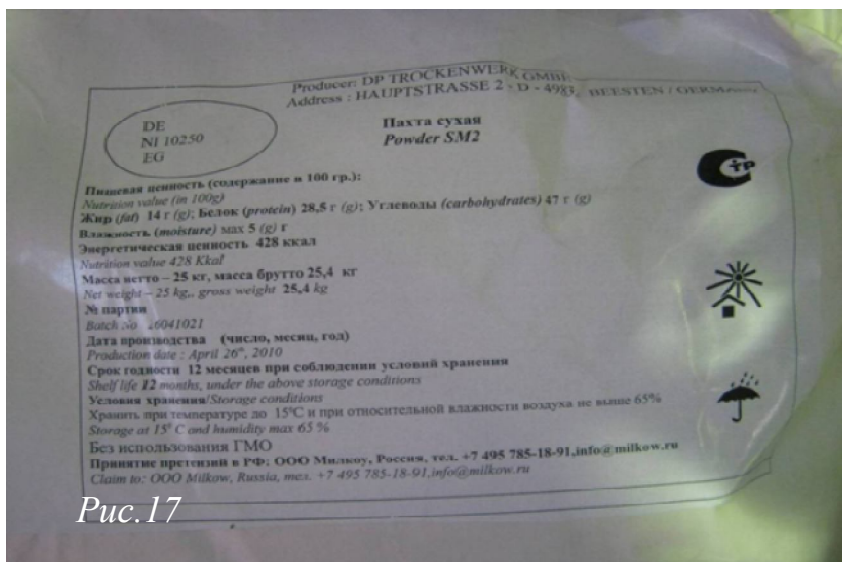 Producer: DP TROCKENWERK GMBH
Address : HAUPTSTRASSE 2 - D - BEESTEN / GERMANY
DE
NI 10250
EG
Пахта сухая
Powder SM2
Пищевая ценность (содержание в 100 гр.):
Nutrition value (in 100g)
Жир (fat) 14 г (g); Белок (protein) 28,5 г (g); Углеводы (carbohydrates) 47 г (g)
Влажность (moisture) мах 5 (g) г
Энергетическая ценность 428 ккал
Nutrition value 428 Kkal
Масса нетто – 25 кг, масса брутто 25,4 кг
Net weight – 25 kg,, gross weight 25,4 kg
№ партии
Batch No 26041021
Дата производства (число, месяц, год)
Production date : April 26th, 2010
Срок годности 12 месяцев при соблюдении условий хранения
Shelf life 12 months, under the above storage conditions
Условия хранения/Storage conditions
Хранить при температуре до 15°С и при относительной влажности воздуха не выше 65%
Storage at 15° C and humidity max 65 %
Без использования ГМО
Принятие претензий в РФ: ООО Милкоу, Россия, тел. +7 495 785-18-91,info@milkow.ru
Claim to: OOO Milkow, Russia, тел. +7 495 785-18-91,info@milkow.ru
Рис.17